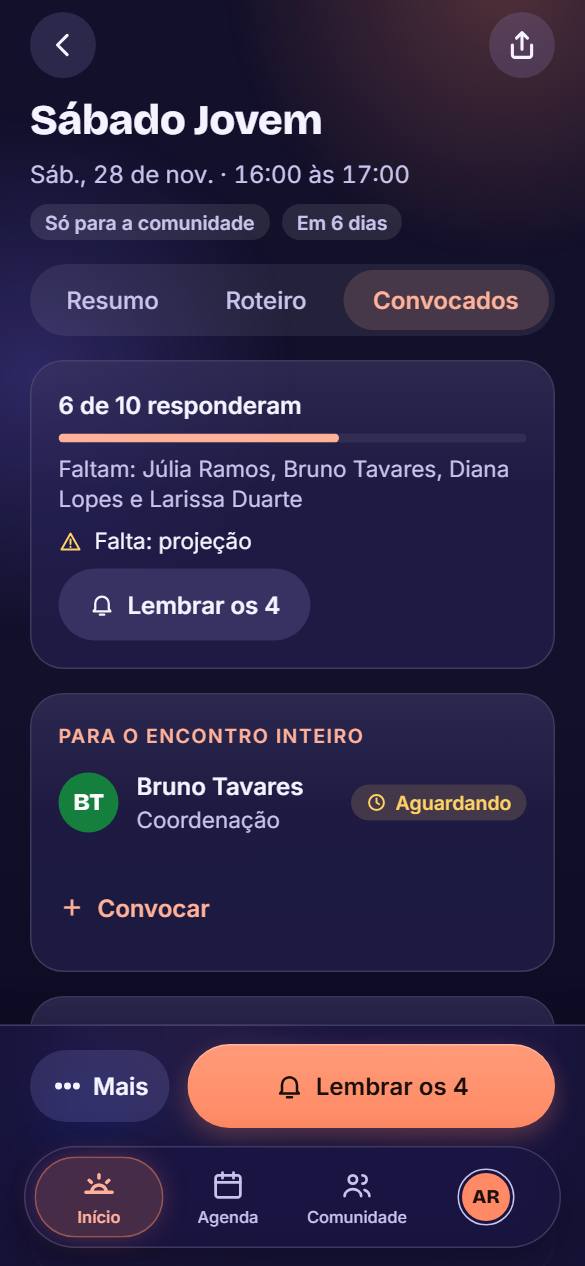 Sábado Jovem
Sáb., 28 de nov. · 16:00 às 17:00
Só para a comunidade
Em 6 dias
Resumo
Roteiro
Convocados
6 de 10 responderam
Faltam: Júlia Ramos, Bruno Tavares, Diana
Lopes e Larissa Duarte
Falta: projeção
Lembrar os 4
PARA O ENCONTRO INTEIRO
BT
Bruno Tavares
Coordenação
Aguardando
+ Convocar
••• Mais
Lembrar os 4
Início
Agenda
Comunidade
AR